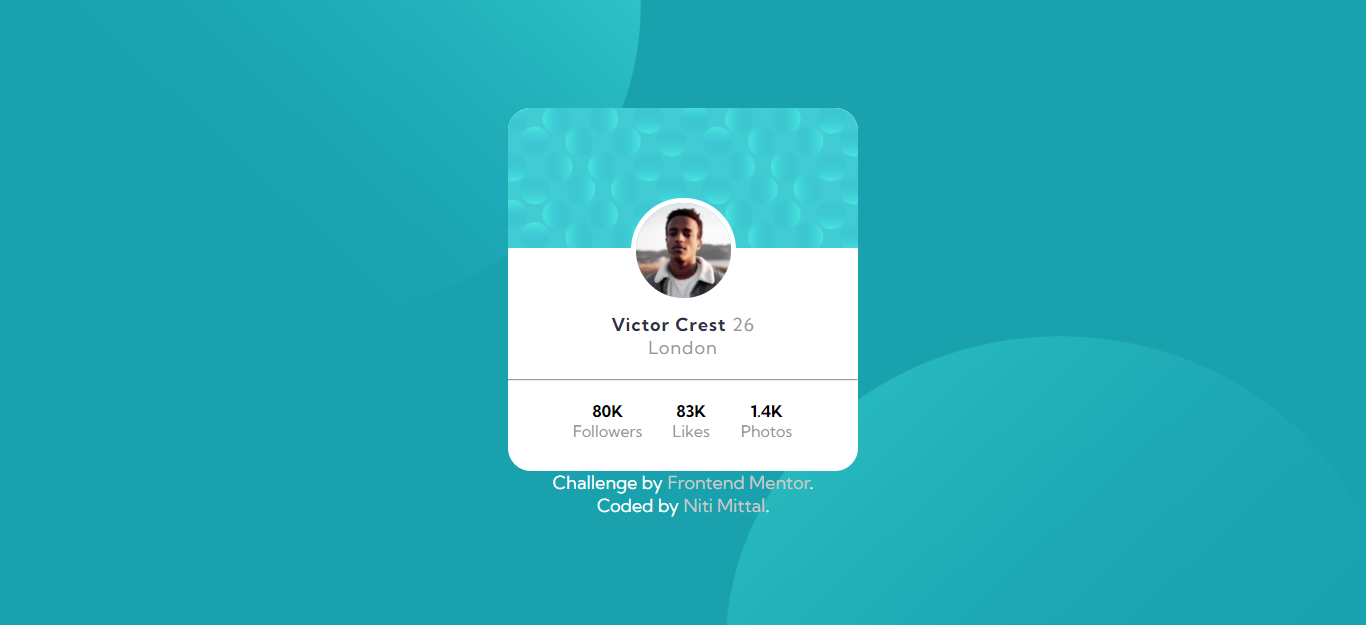 Victor Crest 26
London
80K 83K 1.4K
Followers Likes Photos
Challenge by Frontend Mentor.
Coded by Niti Mittal.